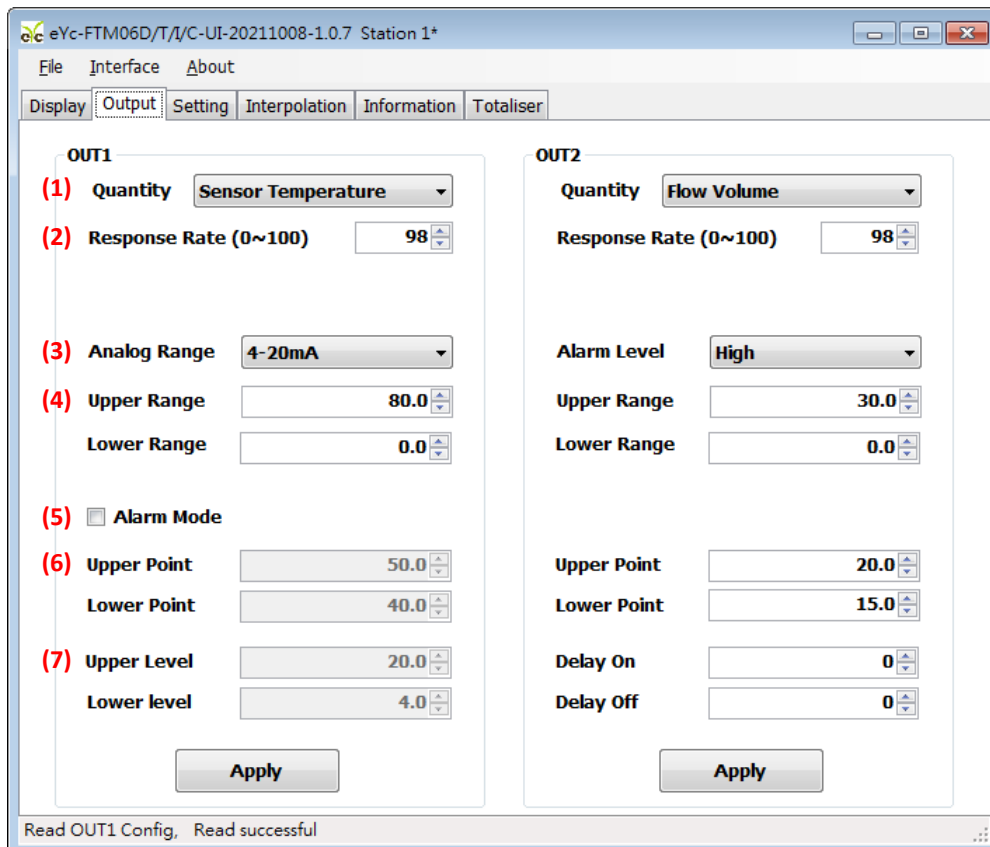 eYc-FTM06D/T/I/C-UI-20211008-1.0.7 Station 1*
File Interface About
Display Output Setting Interpolation Information Totaliser
OUT1
(1) Quantity Sensor Temperature
(2) Response Rate (0~100) 98
(3) Analog Range 4-20mA
(4) Upper Range 80.0
Lower Range 0.0
(5) Alarm Mode
(6) Upper Point 50.0
Lower Point 40.0
(7) Upper Level 20.0
Lower level 4.0
Apply
OUT2
Quantity Flow Volume
Response Rate (0~100) 98
Alarm Level High
Upper Range 30.0
Lower Range 0.0
Upper Point 20.0
Lower Point 15.0
Delay On 0
Delay Off 0
Apply
Read OUT1 Config, Read successful